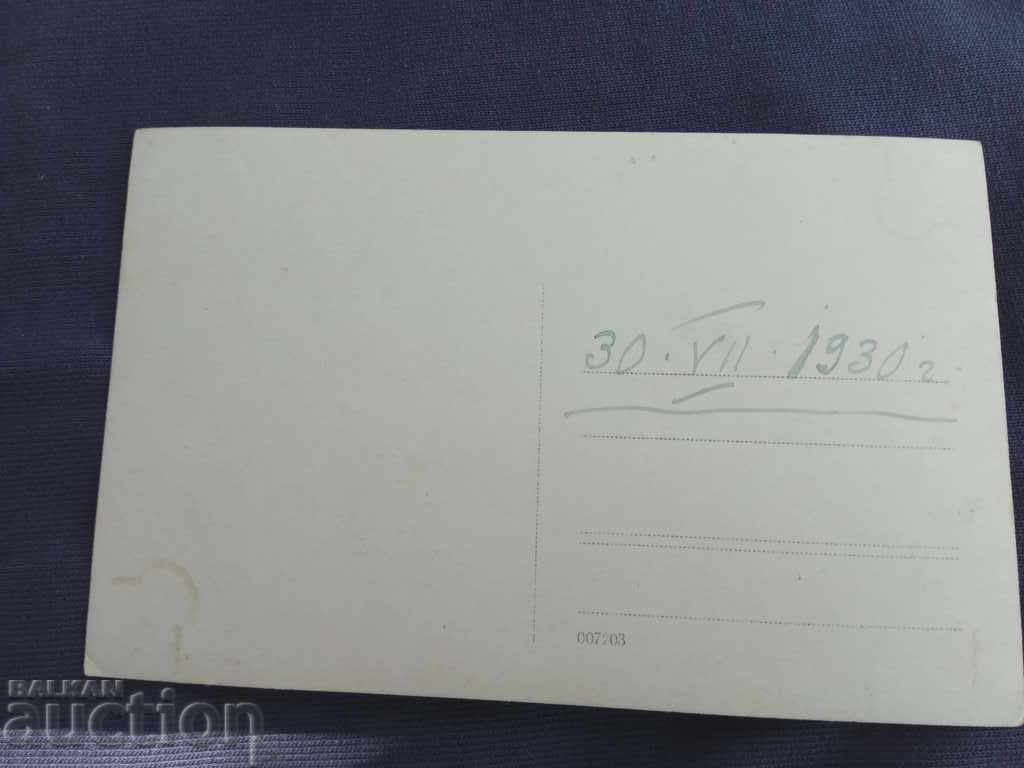 30. VII. 1930 г.
007203
BALKAN
auction